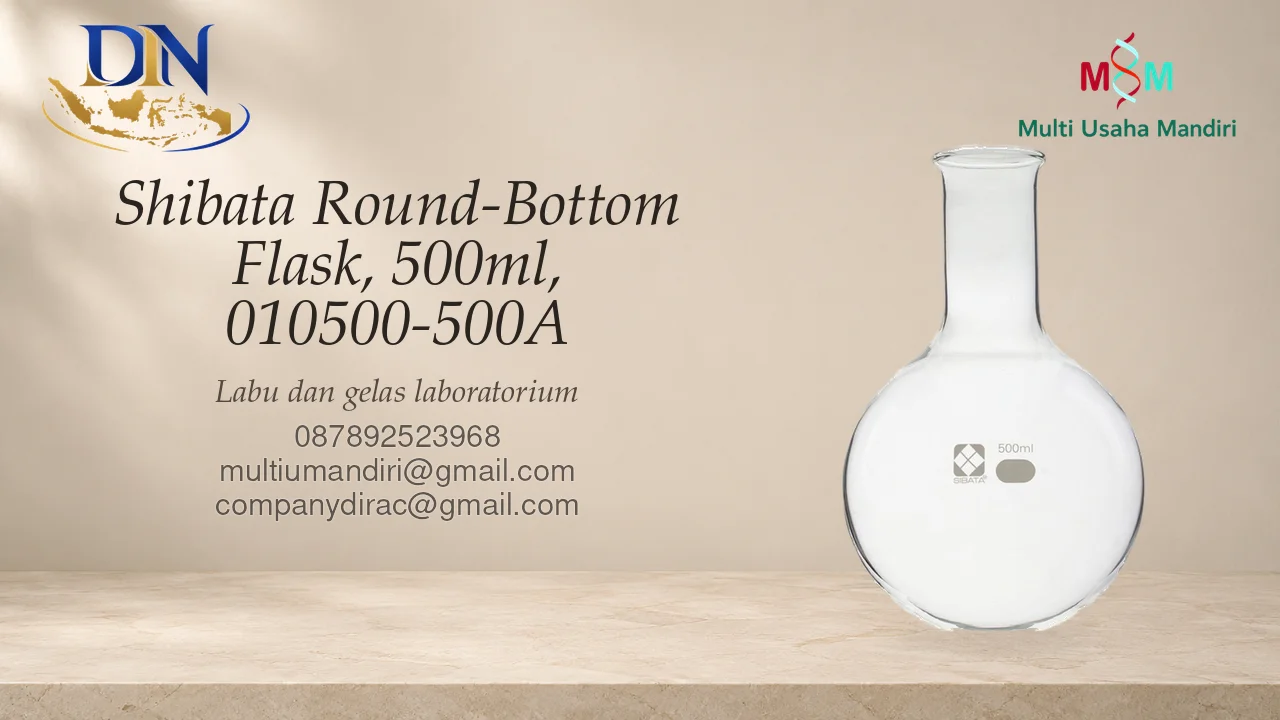 DN
M M
Multi Usaha Mandiri
Shibata Round-Bottom
Flask, 500ml,
010500-500A
Labu dan gelas laboratorium
087892523968
multiumandiri@gmail.com
companydirac@gmail.com
500ml
SIBATA